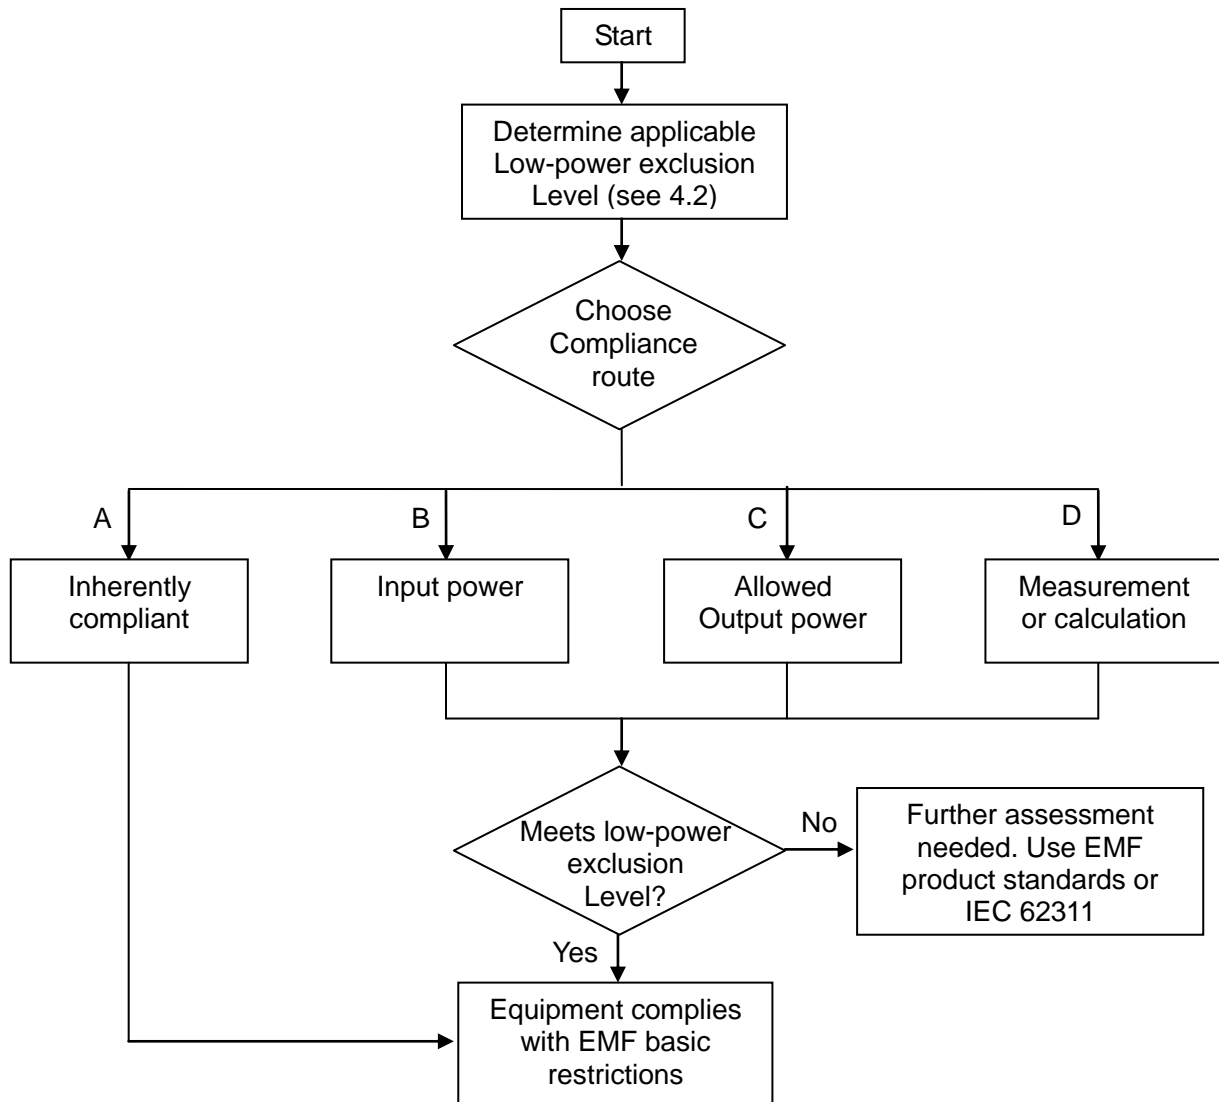 Start
Determine applicable
Low-power exclusion
Level (see 4.2)
Choose
Compliance
route
A
B
C
D
Inherently
compliant
Input power
Allowed
Output power
Measurement
or calculation
Meets low-power
exclusion
Level?
No
Further assessment
needed. Use EMF
product standards or
IEC 62311
Yes
Equipment complies
with EMF basic
restrictions